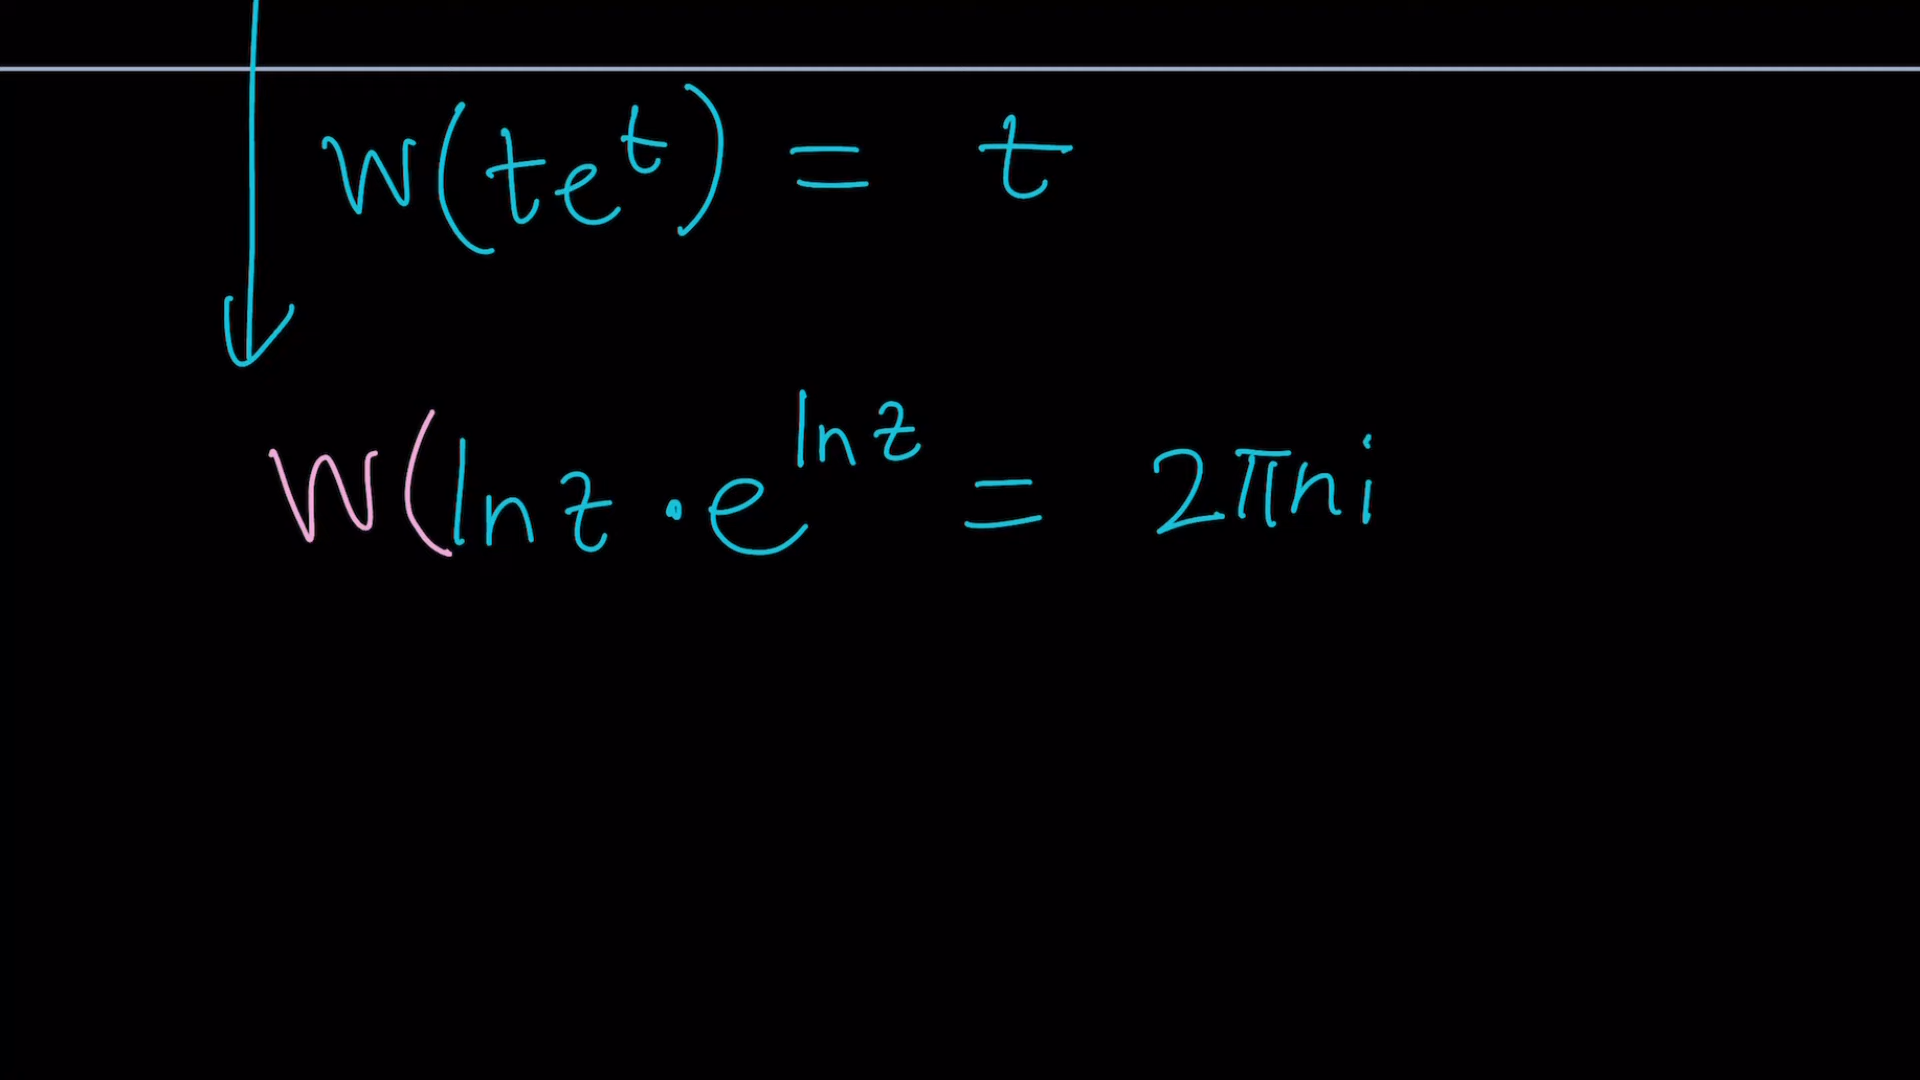 W(te^t) = t
W(ln z · e^ln z = 2πni